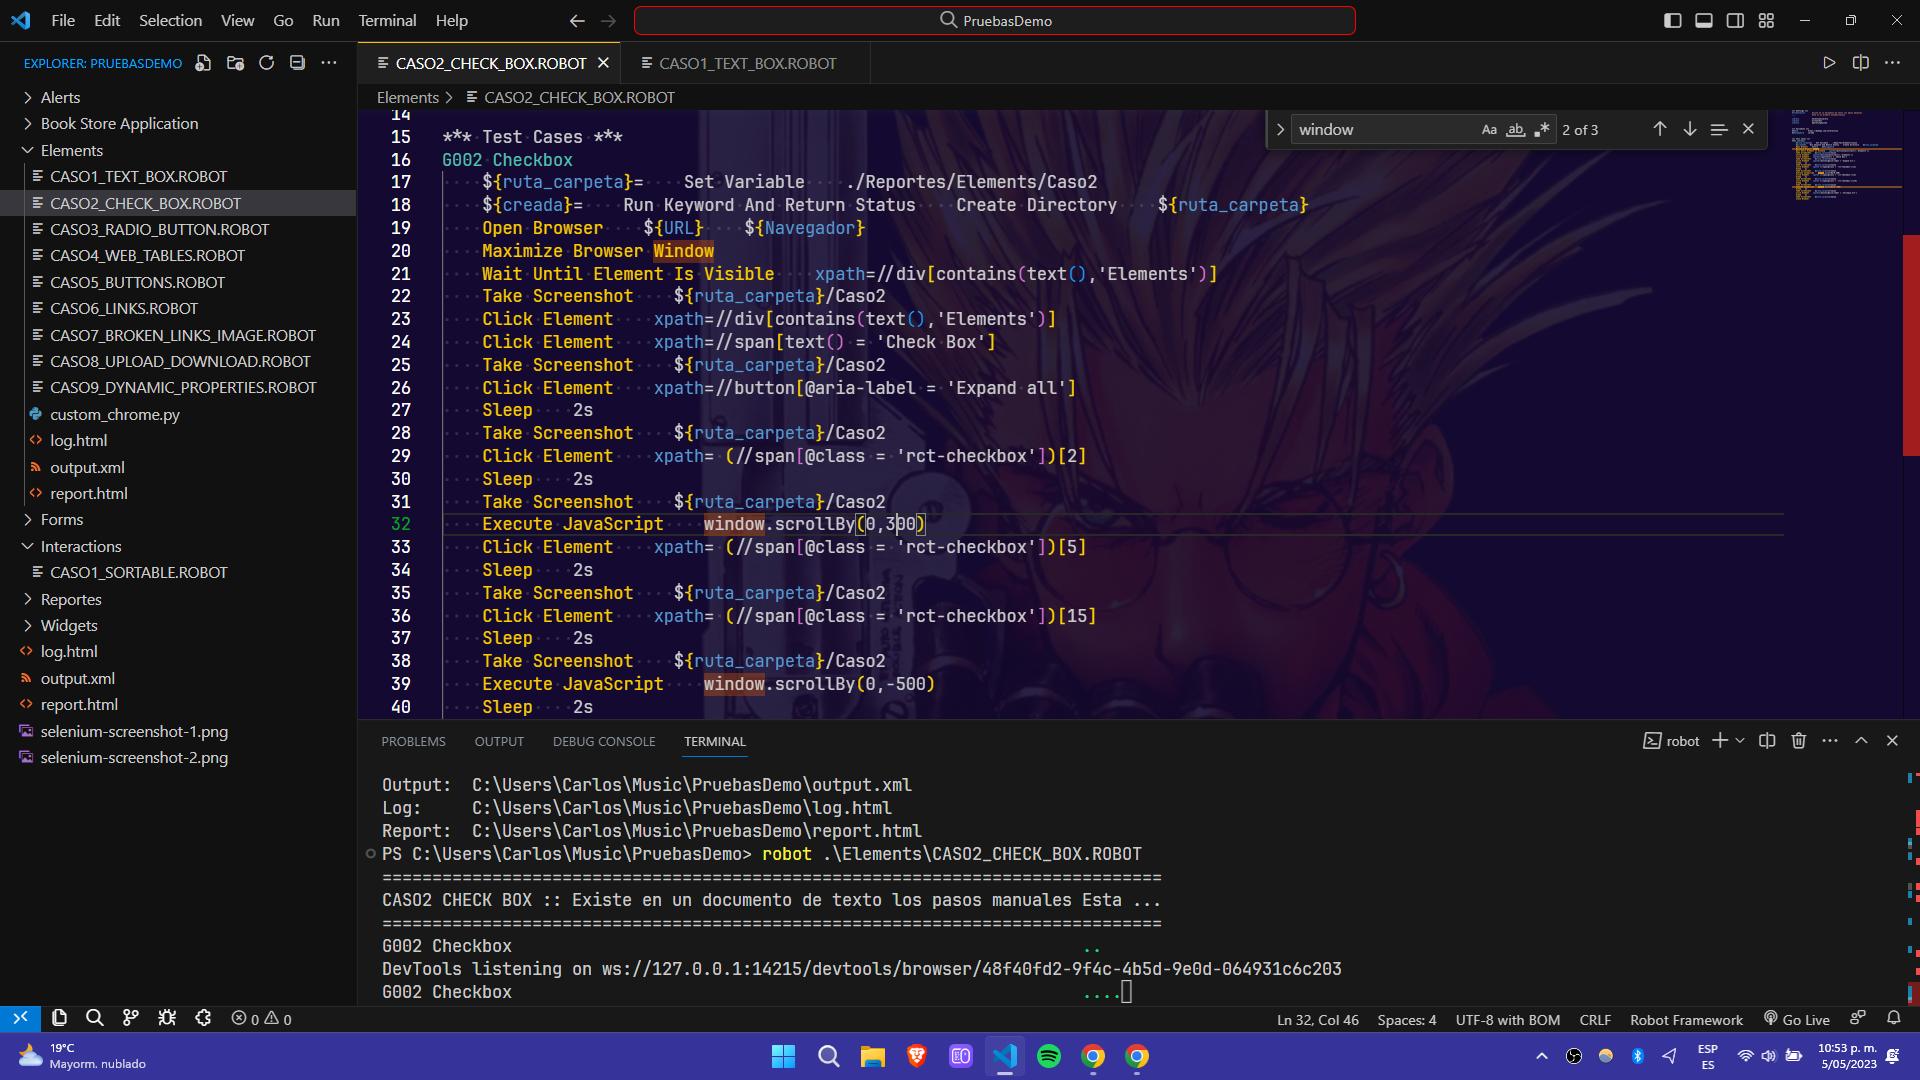 File Edit Selection View Go Run Terminal Help
PruebasDemo
EXPLORER: PRUEBASDEMO
Alerts
Book Store Application
Elements
CASO1_TEXT_BOX.ROBOT
CASO2_CHECK_BOX.ROBOT
CASO3_RADIO_BUTTON.ROBOT
CASO4_WEB_TABLES.ROBOT
CASO5_BUTTONS.ROBOT
CASO6_LINKS.ROBOT
CASO7_BROKEN_LINKS_IMAGE.ROBOT
CASO8_UPLOAD_DOWNLOAD.ROBOT
CASO9_DYNAMIC_PROPERTIES.ROBOT
custom_chrome.py
log.html
output.xml
report.html
Forms
Interactions
CASO1_SORTABLE.ROBOT
Reportes
Widgets
log.html
output.xml
report.html
selenium-screenshot-1.png
selenium-screenshot-2.png
CASO2_CHECK_BOX.ROBOT CASO1_TEXT_BOX.ROBOT
Elements > CASO2_CHECK_BOX.ROBOT
window Aa ab 2 of 3
14
15 *** Test Cases ***
16 G002 Checkbox
17 ${ruta_carpeta}= Set Variable ./Reportes/Elements/Caso2
18 ${creada}= Run Keyword And Return Status Create Directory ${ruta_carpeta}
19 Open Browser ${URL} ${Navegador}
20 Maximize Browser Window
21 Wait Until Element Is Visible xpath=//div[contains(text(),'Elements')]
22 Take Screenshot ${ruta_carpeta}/Caso2
23 Click Element xpath=//div[contains(text(),'Elements')]
24 Click Element xpath=//span[text() = 'Check Box']
25 Take Screenshot ${ruta_carpeta}/Caso2
26 Click Element xpath=//button[@aria-label = 'Expand all']
27 Sleep 2s
28 Take Screenshot ${ruta_carpeta}/Caso2
29 Click Element xpath= (//span[@class = 'rct-checkbox'])[2]
30 Sleep 2s
31 Take Screenshot ${ruta_carpeta}/Caso2
32 Execute JavaScript window.scrollBy(0,300)
33 Click Element xpath= (//span[@class = 'rct-checkbox'])[5]
34 Sleep 2s
35 Take Screenshot ${ruta_carpeta}/Caso2
36 Click Element xpath= (//span[@class = 'rct-checkbox'])[15]
37 Sleep 2s
38 Take Screenshot ${ruta_carpeta}/Caso2
39 Execute JavaScript window.scrollBy(0,-500)
40 Sleep 2s
PROBLEMS OUTPUT DEBUG CONSOLE TERMINAL robot
Output: C:\Users\Carlos\Music\PruebasDemo\output.xml
Log: C:\Users\Carlos\Music\PruebasDemo\log.html
Report: C:\Users\Carlos\Music\PruebasDemo\report.html
PS C:\Users\Carlos\Music\PruebasDemo> robot .\Elements\CASO2_CHECK_BOX.ROBOT
==============================================================================
CASO2 CHECK BOX :: Existe en un documento de texto los pasos manuales Esta ...
==============================================================================
G002 Checkbox ..
DevTools listening on ws://127.0.0.1:14215/devtools/browser/48f40fd2-9f4c-4b5d-9e0d-064931c6c203
G002 Checkbox ....
0 0 Ln 32, Col 46 Spaces: 4 UTF-8 with BOM CRLF Robot Framework Go Live
19°C
Mayorm. nublado
ESP
ES
10:53 p. m.
5/05/2023